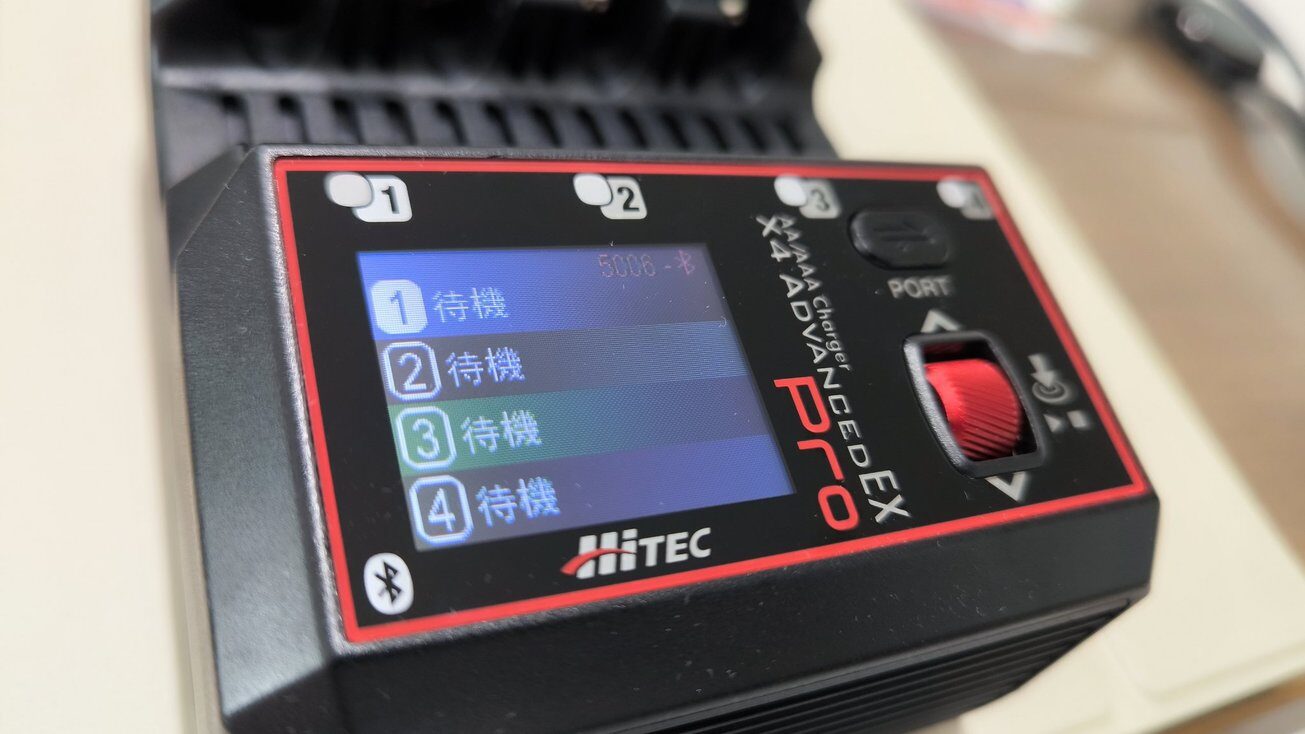 1
2
3
4
5006
1 待機
2 待機
3 待機
4 待機
AA/AAA Charger
X4 ADVANCED EX
Pro
PORT
HiTEC